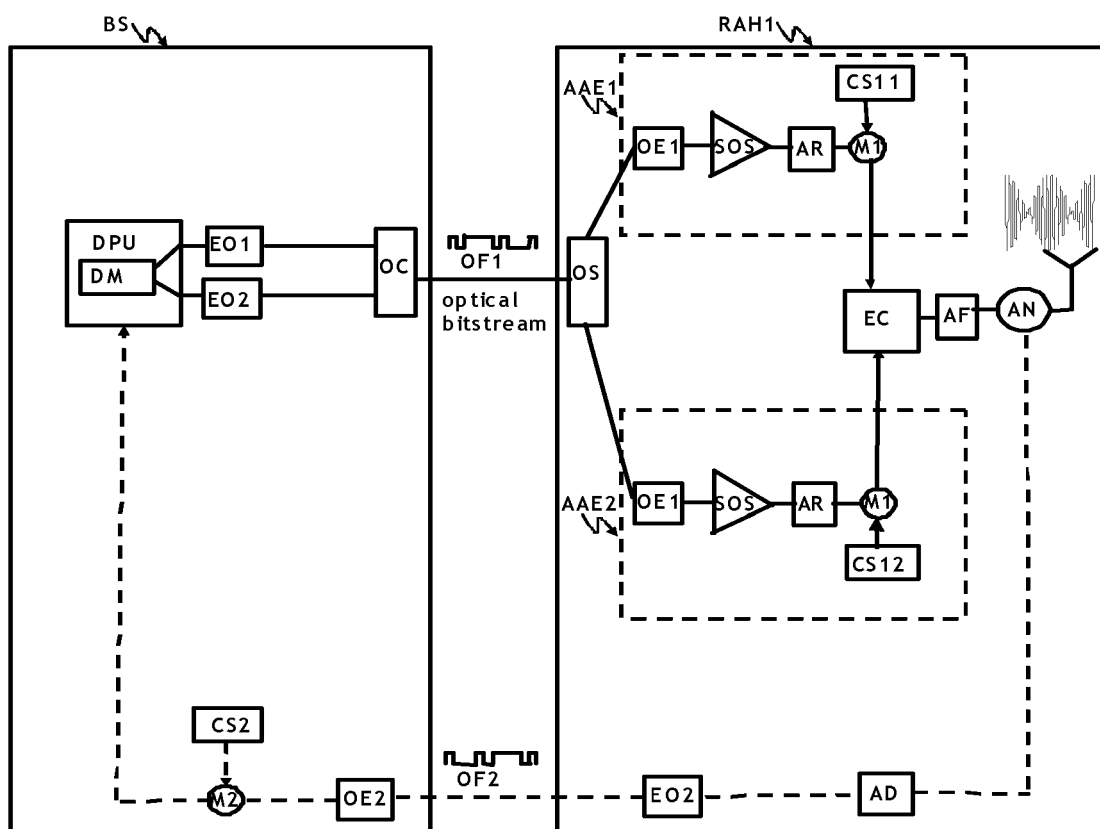 BS
RAH1
AAE1
CS11
OE1
SOS
AR
M1
DPU
DM
EO1
EO2
OC
OF1
optical
bitstream
OS
EC
AF
AN
AAE2
OE1
SOS
AR
M1
CS12
CS2
M2
OE2
OF2
EO2
AD